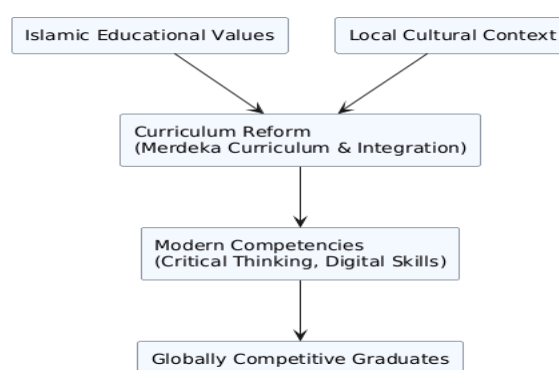 Islamic Educational Values
Local Cultural Context
Curriculum Reform
(Merdeka Curriculum & Integration)
Modern Competencies
(Critical Thinking, Digital Skills)
Globally Competitive Graduates